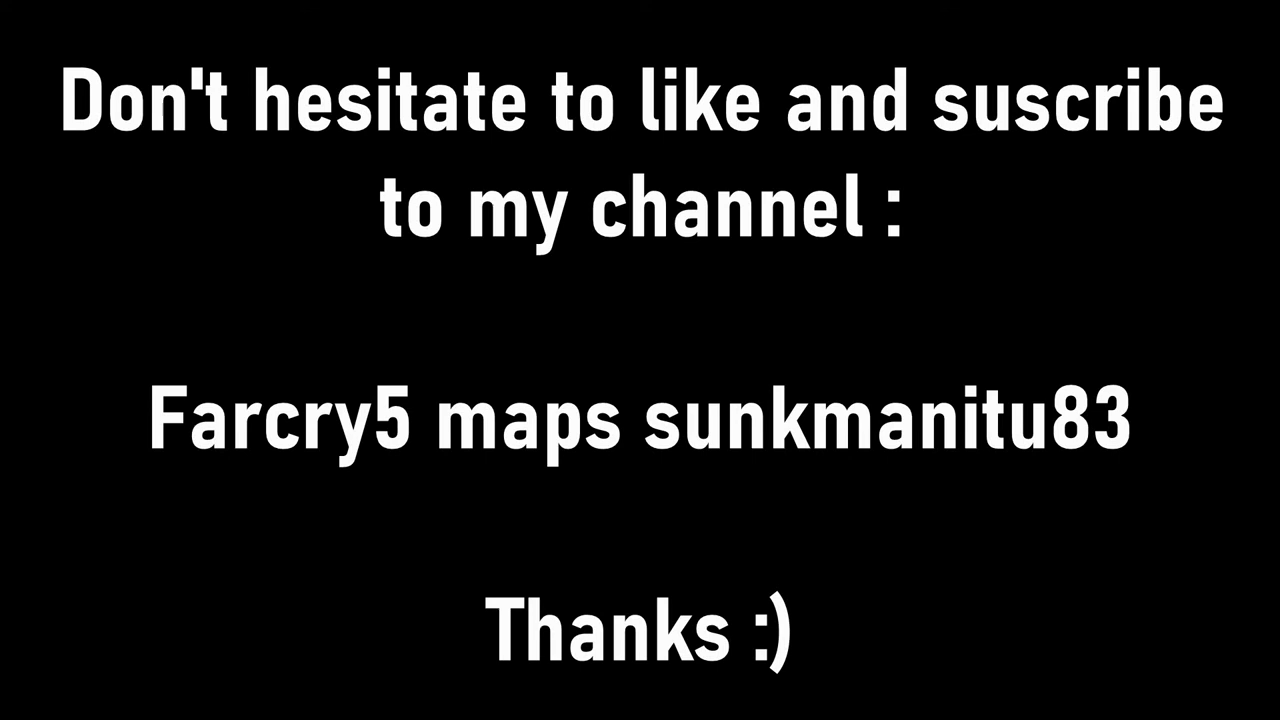 Don't hesitate to like and suscribe
to my channel :
Farcry5 maps sunkmanitu83
Thanks :)